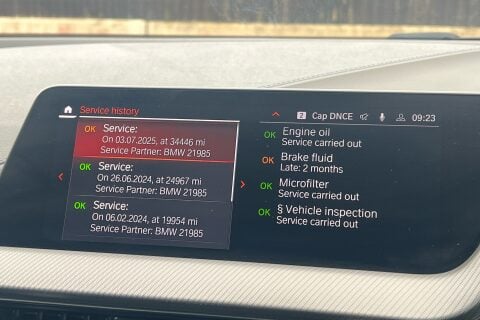 Service history
OK Service:
On 03.07.2025, at 34446 mi
Service Partner: BMW 21985
OK Service:
On 26.06.2024, at 24967 mi
Service Partner: BMW 21985
OK Service:
On 06.02.2024, at 19954 mi
Service Partner: BMW 21985
2 Cap DNCE 09:23
OK Engine oil
Service carried out
OK Brake fluid
Late: 2 months
OK Microfilter
Service carried out
OK § Vehicle inspection
Service carried out